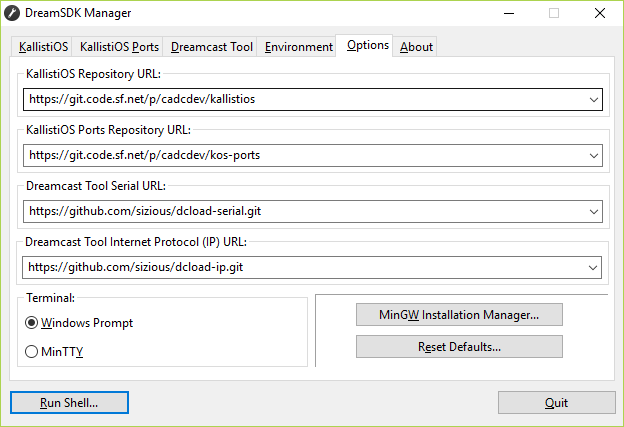 DreamSDK Manager
KallistiOS KallistiOS Ports Dreamcast Tool Environment Options About
KallistiOS Repository URL:
https://git.code.sf.net/p/cadcdev/kallistios
KallistiOS Ports Repository URL:
https://git.code.sf.net/p/cadcdev/kos-ports
Dreamcast Tool Serial URL:
https://github.com/sizious/dcload-serial.git
Dreamcast Tool Internet Protocol (IP) URL:
https://github.com/sizious/dcload-ip.git
Terminal:
Windows Prompt
MinTTY
MinGW Installation Manager...
Reset Defaults...
Run Shell...
Quit